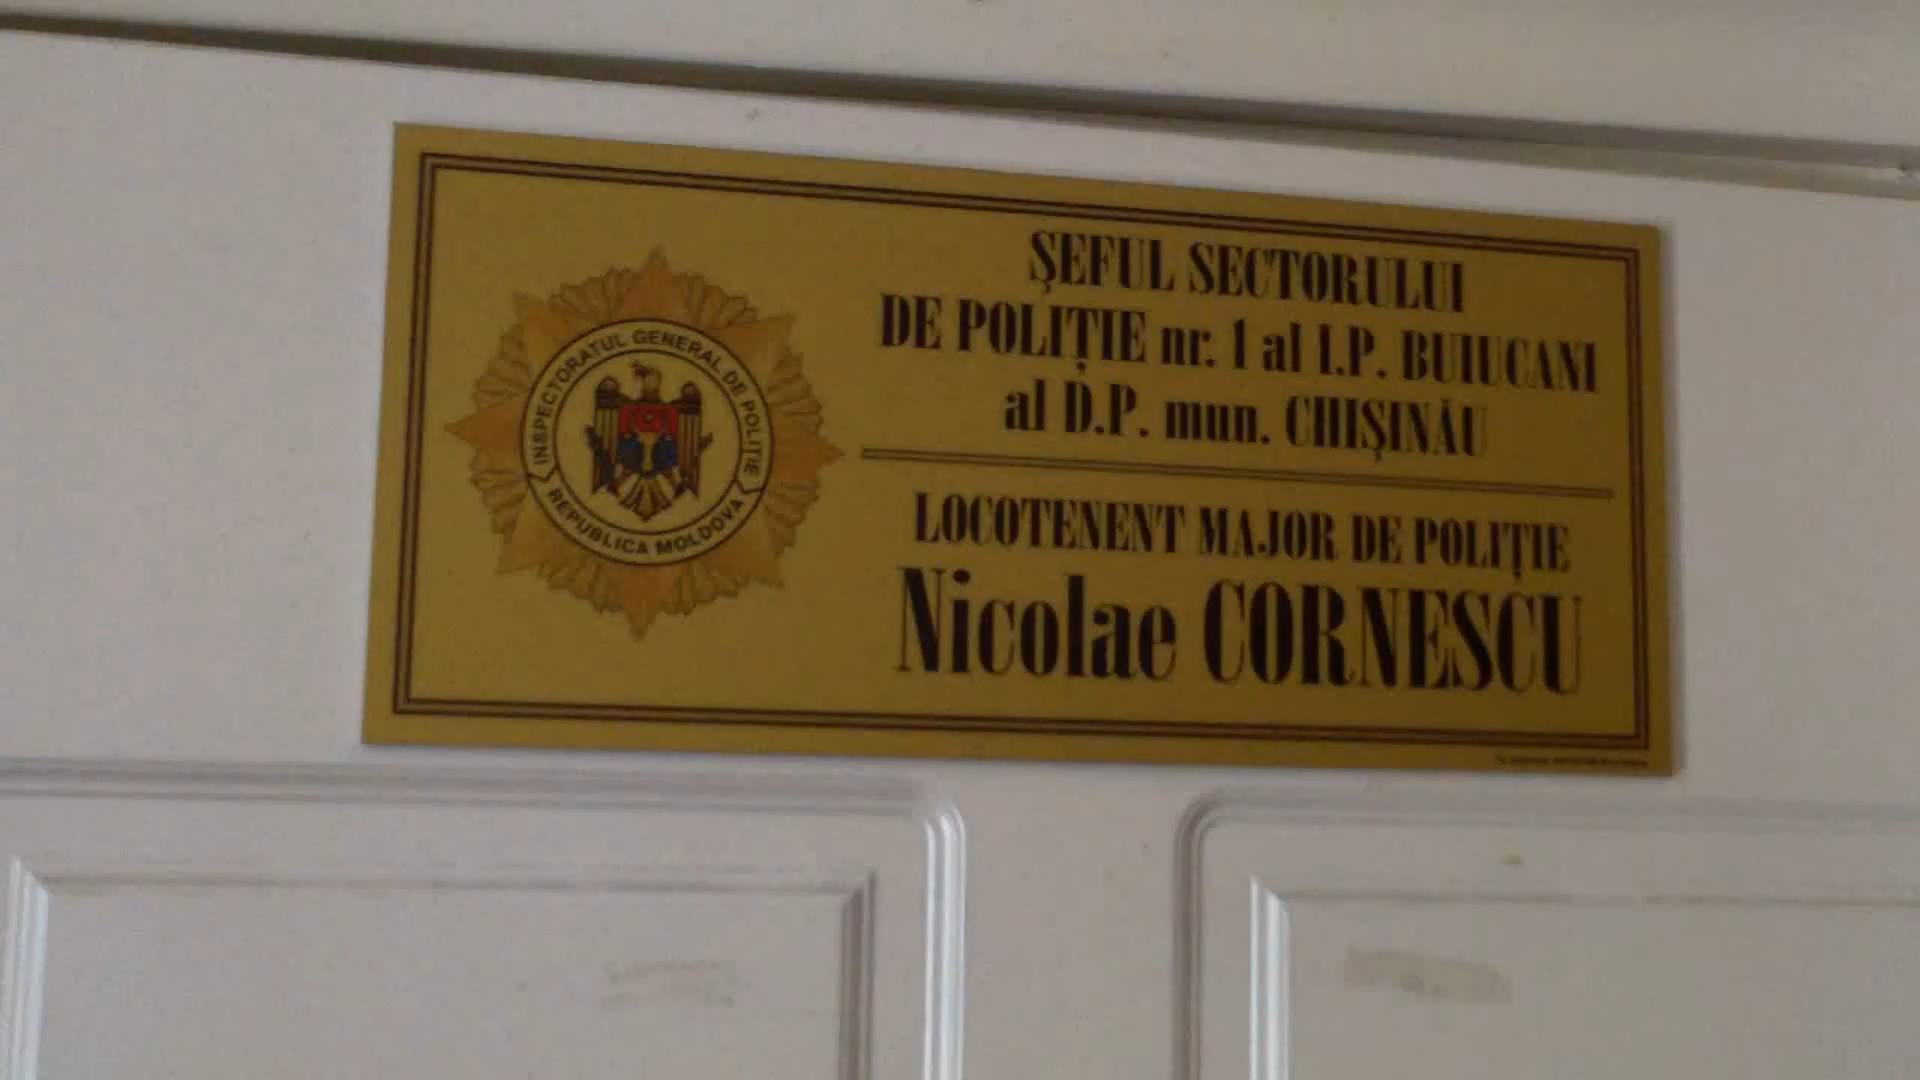 INSPECTORATUL GENERAL DE POLIȚIE
REPUBLICA MOLDOVA
ȘEFUL SECTORULUI
DE POLIȚIE nr. 1 al I.P. BUIUCANI
al D.P. mun. CHIȘINĂU
LOCOTENENT MAJOR DE POLIȚIE
Nicolae CORNESCU